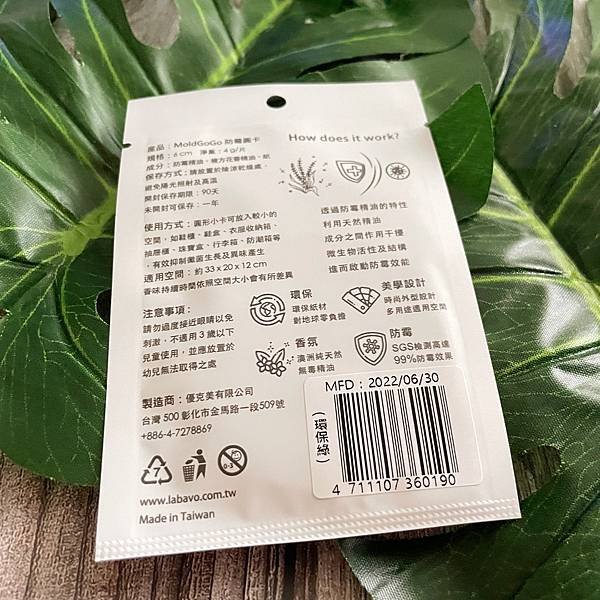 產品：MoldGoGo 防霉圓卡
規格：6 cm 淨重：4 g/片
成分：防霉精油、複方花香精油、紙
保存方式：請放置於陰涼乾燥處，
避免陽光照射及高溫
開封保存期限：90天
未開封可保存：一年
使用方式：圓形小卡可放入較小的
空間，如鞋櫃、鞋盒、衣服收納箱、
抽屜櫃、珠寶盒、行李箱、防潮箱等
，有效抑制黴菌生長及異味產生
適用空間：約 33 x 20 x 12 cm
香味持續時間依照空間大小會有所差異
注意事項：
請勿過度接近眼睛以免
刺激，不適用 3 歲以下
兒童使用，並應放置於
幼兒無法取得之處
製造商：優克美有限公司
台灣 500 彰化市金馬路一段509號
+886-4-7278869
7
0-3
www.labavo.com.tw
Made in Taiwan
How does it work?
透過防霉精油的特性
利用天然精油
成分之間作用干擾
微生物活性及結構
進而啟動防霉效能
環保
環保紙材
對地球零負擔
美學設計
時尚外型設計
多用途適用空間
香氛
澳洲純天然
無毒精油
防霉
SGS檢測高達
99%防霉效果
MFD：2022/06/30
(環保綠)
4 711107 360190